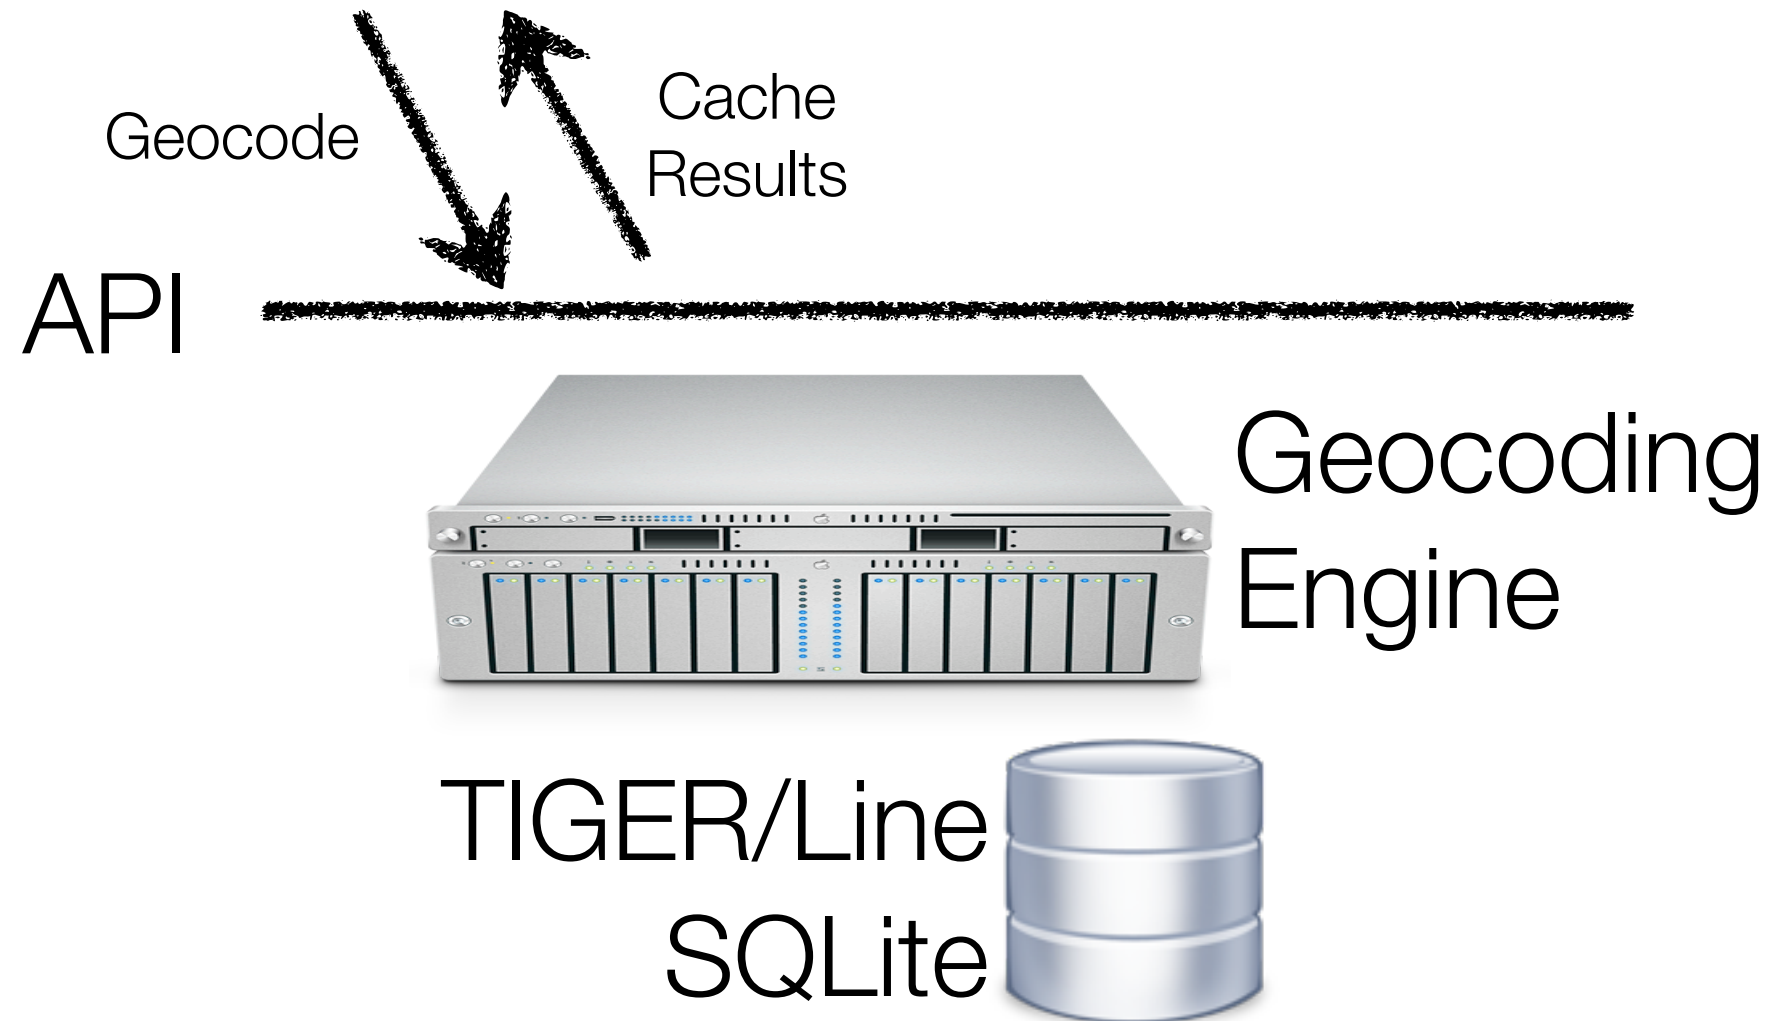 Geocode
Cache
Results
API
Geocoding
Engine
TIGER/Line
SQLite